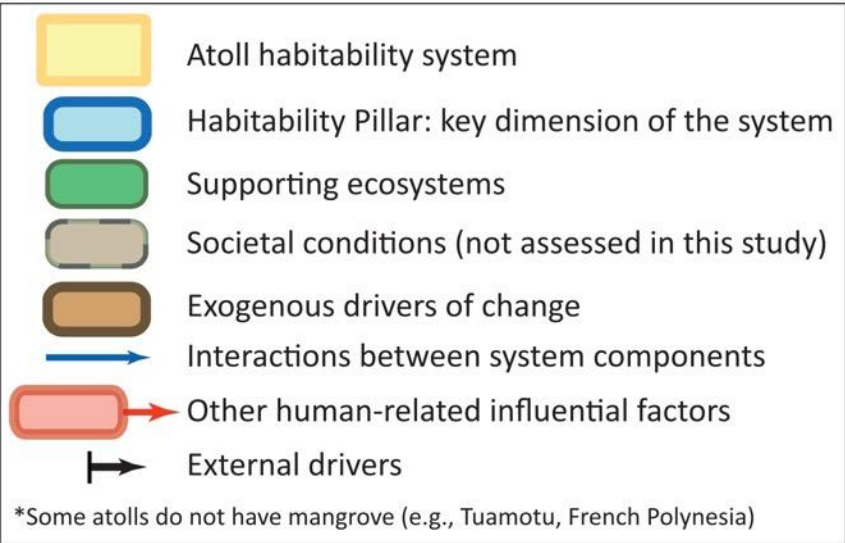 Atoll habitability system
Habitability Pillar: key dimension of the system
Supporting ecosystems
Societal conditions (not assessed in this study)
Exogenous drivers of change
Interactions between system components
Other human-related influential factors
External drivers
*Some atolls do not have mangrove (e.g., Tuamotu, French Polynesia)